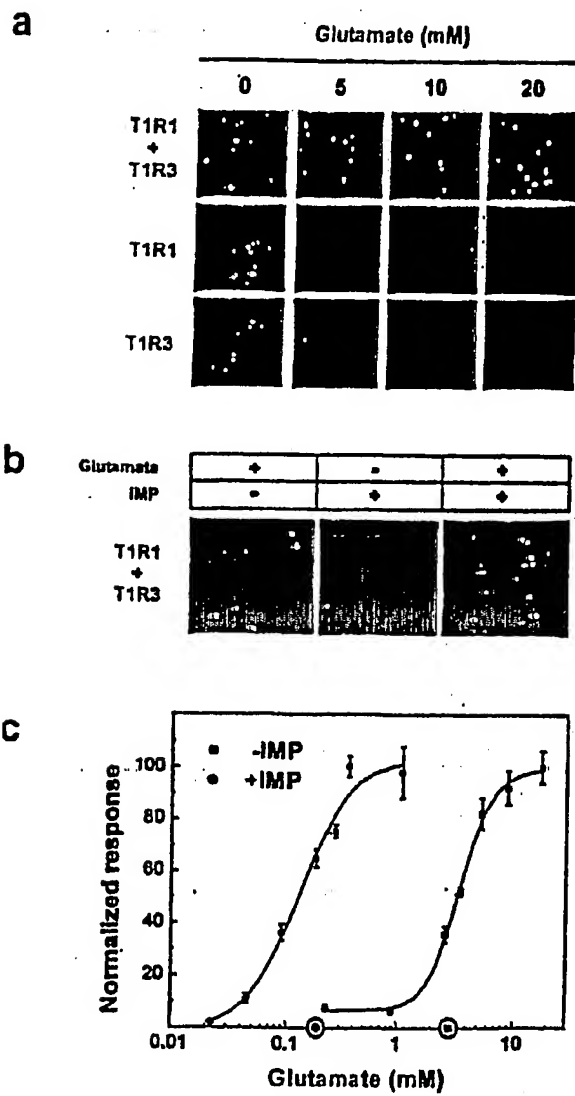 a
Glutamate (mM)
0 5 10 20
T1R1
+
T1R3
T1R1
T1R3
b
Glutamate + - +
IMP - + +
T1R1
+
T1R3
c
-IMP
+IMP
Normalized response
100
80
60
40
20
0.01 0.1 1 10
Glutamate (mM)